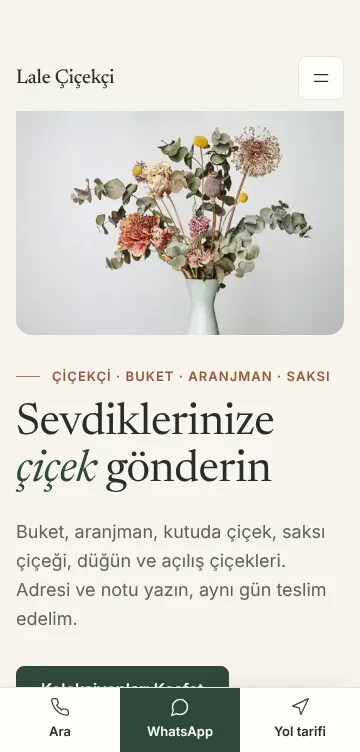 Lale Çiçekçi
ÇİÇEKÇİ · BUKET · ARANJMAN · SAKSI
Sevdiklerinize
çiçek gönderin
Buket, aranjman, kutuda çiçek, saksı
çiçeği, düğün ve açılış çiçekleri.
Adresi ve notu yazın, aynı gün teslim
edelim.
Ara
WhatsApp
Yol tarifi